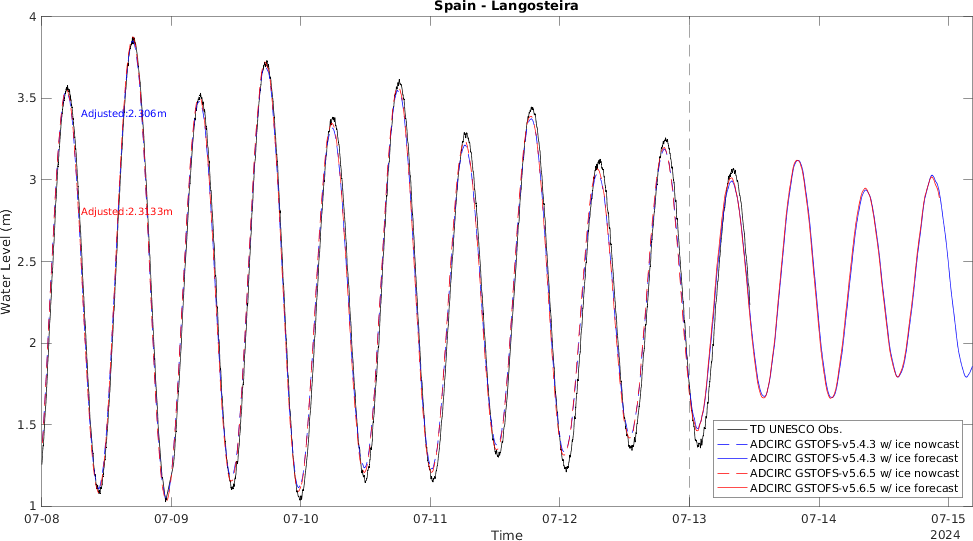 Spain - Langosteira
4
3.5
3
2.5
2
1.5
1
Water Level (m)
Adjusted:2.306m
Adjusted:2.3133m
TD UNESCO Obs.
ADCIRC GSTOFS-v5.4.3 w/ ice nowcast
ADCIRC GSTOFS-v5.4.3 w/ ice forecast
ADCIRC GSTOFS-v5.6.5 w/ ice nowcast
ADCIRC GSTOFS-v5.6.5 w/ ice forecast
07-08 07-09 07-10 07-11 07-12 07-13 07-14 07-15
Time
2024